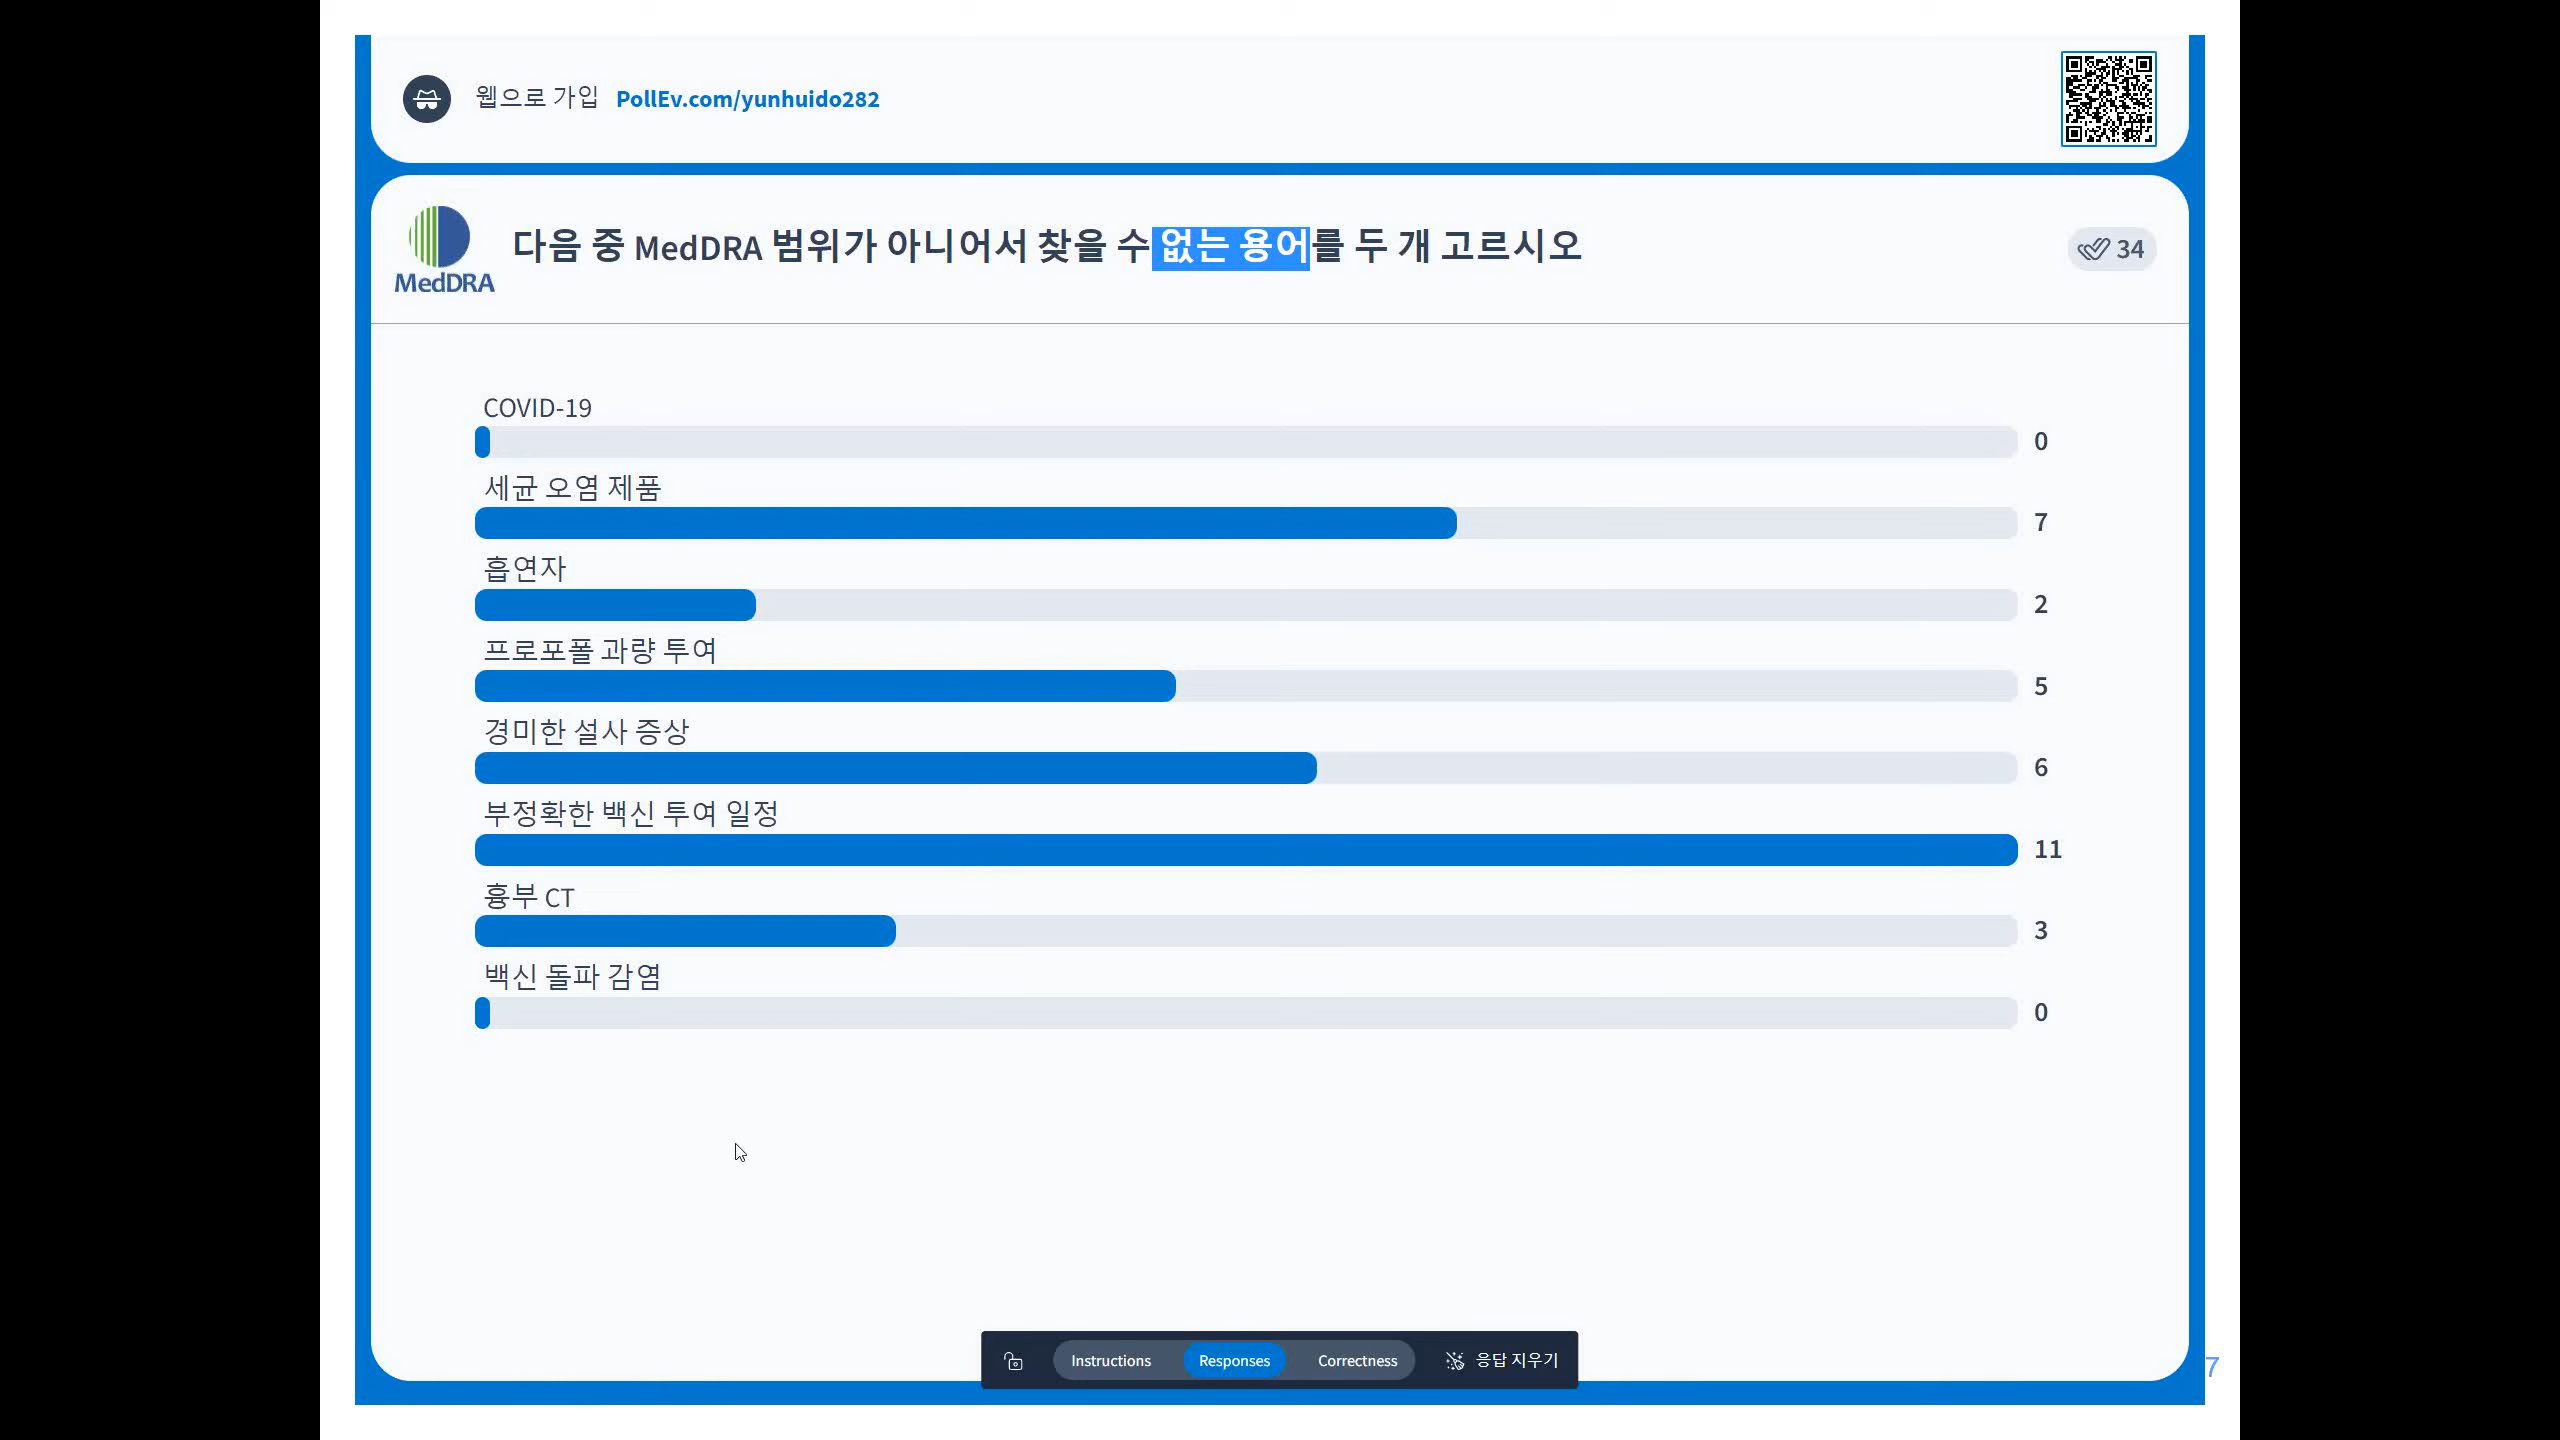 웹으로 가입 PollEv.com/yunhuido282
MedDRA
다음 중 MedDRA 범위가 아니어서 찾을 수 없는 용어를 두 개 고르시오
34
COVID-19
0
세균 오염 제품
7
흡연자
2
프로포폴 과량 투여
5
경미한 설사 증상
6
부정확한 백신 투여 일정
11
흉부 CT
3
백신 돌파 감염
0
Instructions Responses Correctness 응답 지우기
7